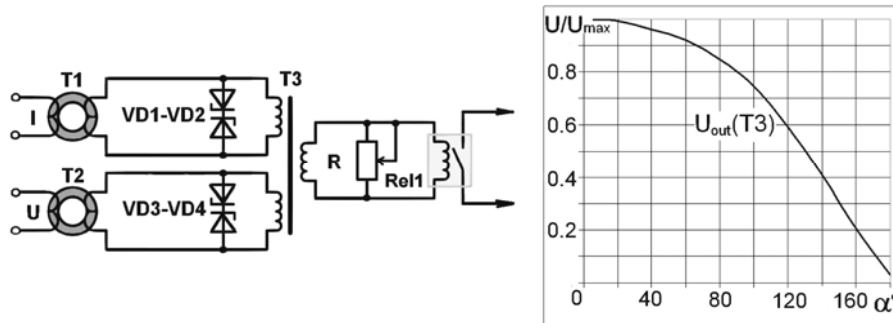 T1
I
VD1-VD2
T3
T2
U
VD3-VD4
R
Rel1
U/Umax
0.8
0.6
0.4
0.2
Uout(T3)
0 40 80 120 160 α°